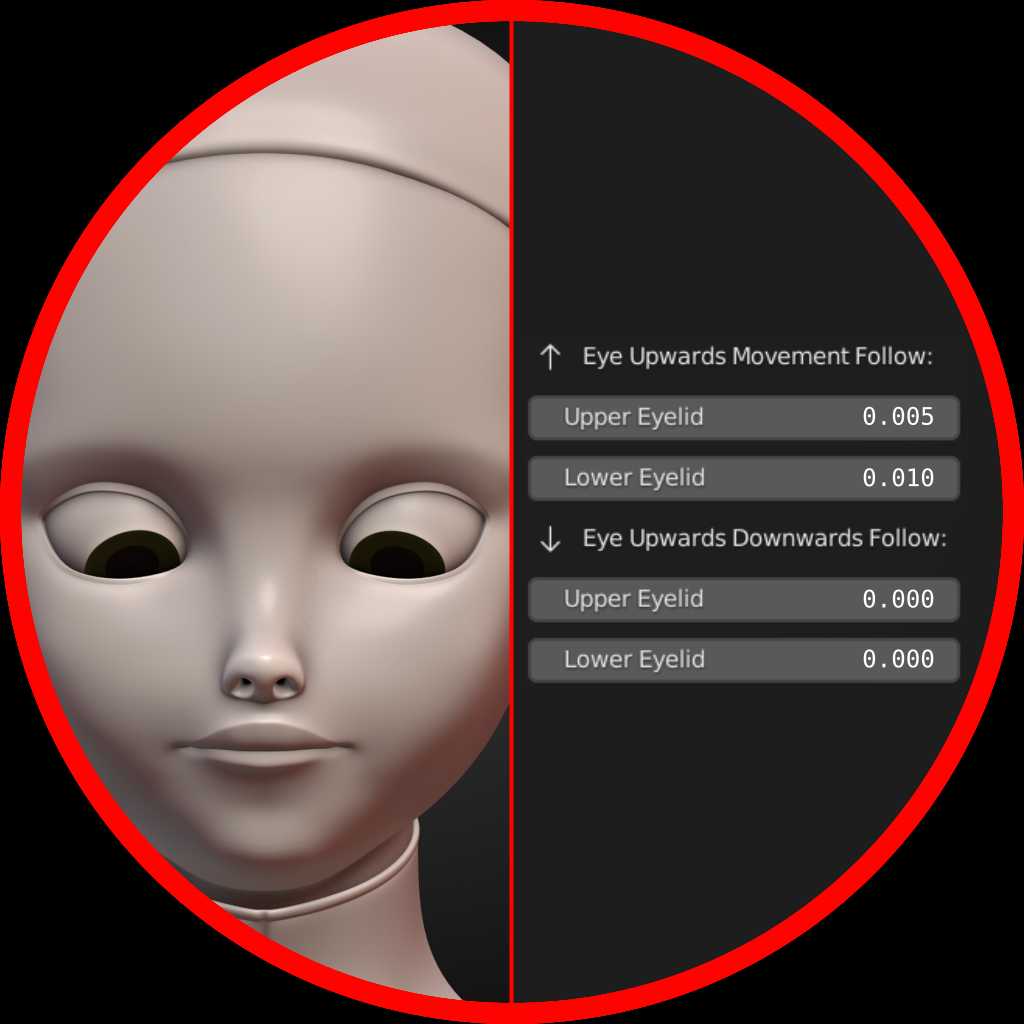 Eye Upwards Movement Follow:
Upper Eyelid 0.005
Lower Eyelid 0.010
Eye Upwards Downwards Follow:
Upper Eyelid 0.000
Lower Eyelid 0.000